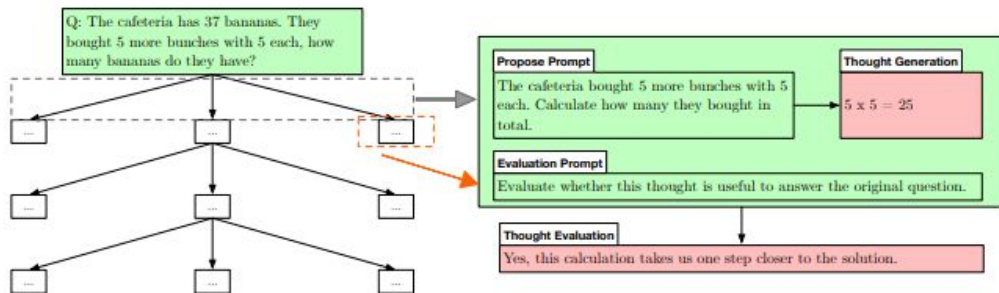 Q: The cafeteria has 37 bananas. They
bought 5 more bunches with 5 each, how
many bananas do they have?
...
...
...
...
...
...
...
...
...
Propose Prompt
The cafeteria bought 5 more bunches with 5
each. Calculate how many they bought in
total.
Thought Generation
5 x 5 = 25
Evaluation Prompt
Evaluate whether this thought is useful to answer the original question.
Thought Evaluation
Yes, this calculation takes us one step closer to the solution.